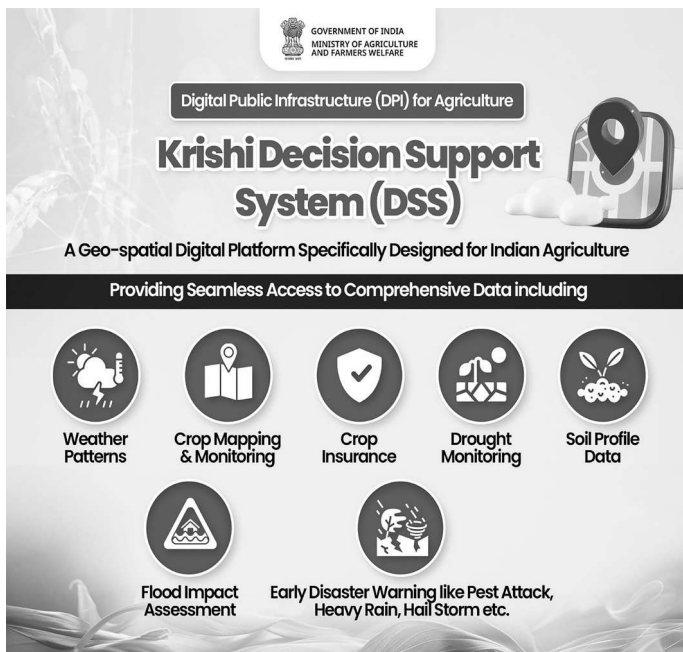 GOVERNMENT OF INDIA
MINISTRY OF AGRICULTURE
AND FARMERS WELFARE
Digital Public Infrastructure (DPI) for Agriculture
Krishi Decision Support
System (DSS)
A Geo-spatial Digital Platform Specifically Designed for Indian Agriculture
Providing Seamless Access to Comprehensive Data including
Weather
Patterns
Crop Mapping
& Monitoring
Crop
Insurance
Drought
Monitoring
Soil Profile
Data
Flood Impact
Assessment
Early Disaster Warning like Pest Attack,
Heavy Rain, Hail Storm etc.